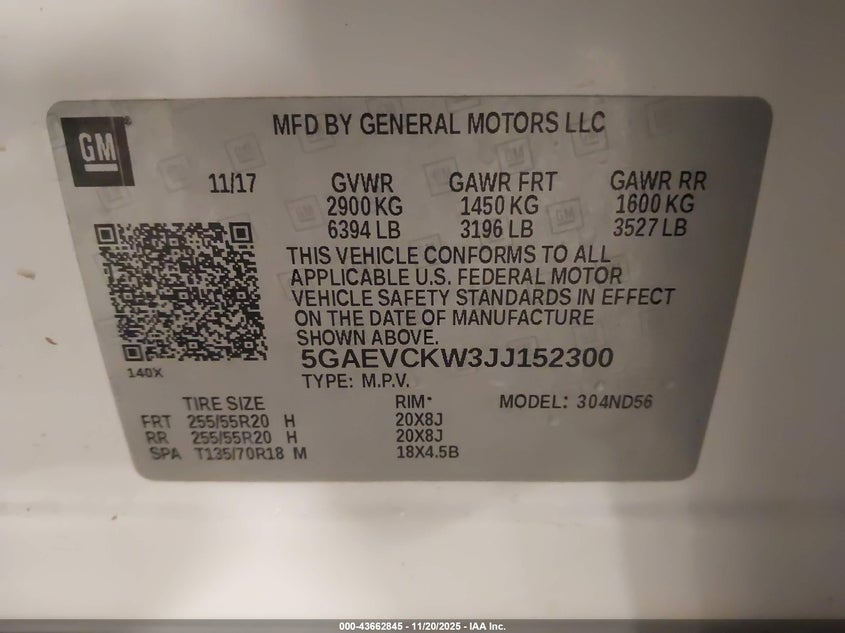 GM
MFD BY GENERAL MOTORS LLC
11/17 GVWR GAWR FRT GAWR RR
2900 KG 1450 KG 1600 KG
6394 LB 3196 LB 3527 LB
THIS VEHICLE CONFORMS TO ALL
APPLICABLE U.S. FEDERAL MOTOR
VEHICLE SAFETY STANDARDS IN EFFECT
ON THE DATE OF MANUFACTURE
SHOWN ABOVE.
5GAEVCKW3JJ152300
140X
TYPE: M.P.V.
TIRE SIZE RIM* MODEL: 304ND56
FRT 255/55R20 H 20X8J
RR 255/55R20 H 20X8J
SPA T135/70R18 M 18X4.5B
000-43662845 - 11/20/2025 - IAA Inc.